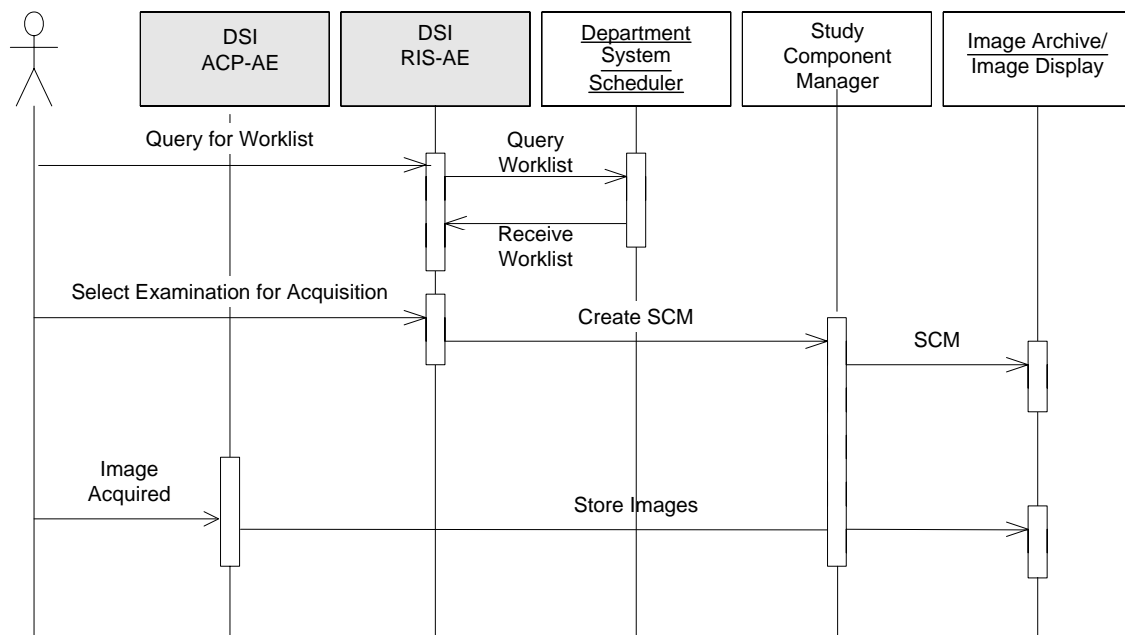 DSI
ACP-AE
DSI
RIS-AE
Department
System
Scheduler
Study
Component
Manager
Image Archive/
Image Display
Query for Worklist
Query
Worklist
Receive
Worklist
Select Examination for Acquisition
Create SCM
SCM
Image
Acquired
Store Images